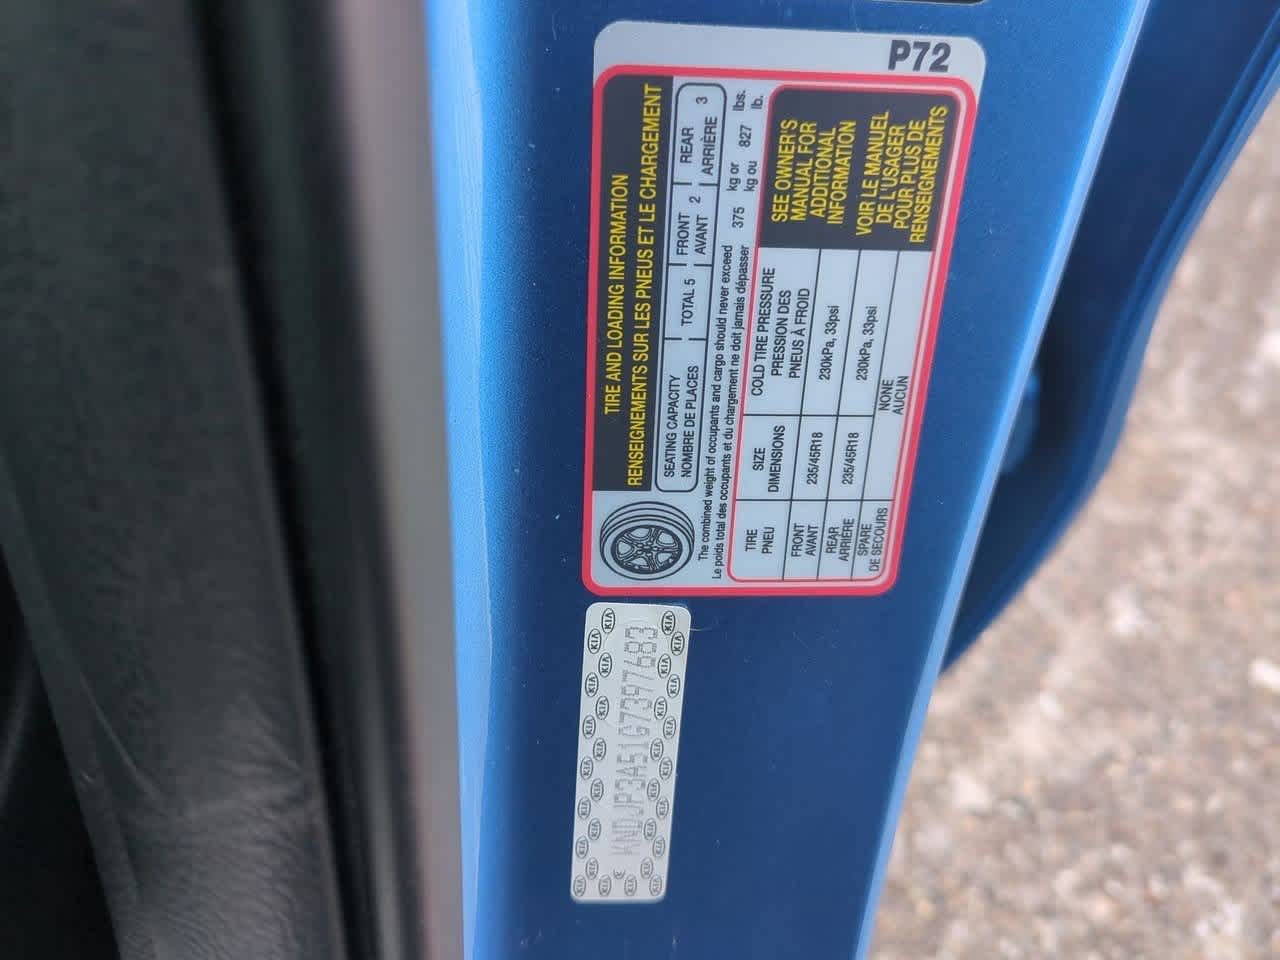 P72
TIRE AND LOADING INFORMATION
RENSEIGNEMENTS SUR LES PNEUS ET LE CHARGEMENT
SEATING CAPACITY TOTAL 5 FRONT 2 REAR 3
NOMBRE DE PLACES AVANT ARRIÈRE
The combined weight of occupants and cargo should never exceed 375 kg or 827 lbs.
Le poids total des occupants et du chargement ne doit jamais dépasser kg ou lb.
TIRE SIZE COLD TIRE PRESSURE
PNEU DIMENSIONS PRESSION DES
PNEUS À FROID
FRONT 235/45R18 230kPa, 33psi
AVANT
REAR 235/45R18 230kPa, 33psi
ARRIÈRE
SPARE NONE
DE SECOURS AUCUN
SEE OWNER'S
MANUAL FOR
ADDITIONAL
INFORMATION
VOIR LE MANUEL
DE L'USAGER
POUR PLUS DE
RENSEIGNEMENTS
KNDJP3A51G7397683
KIA